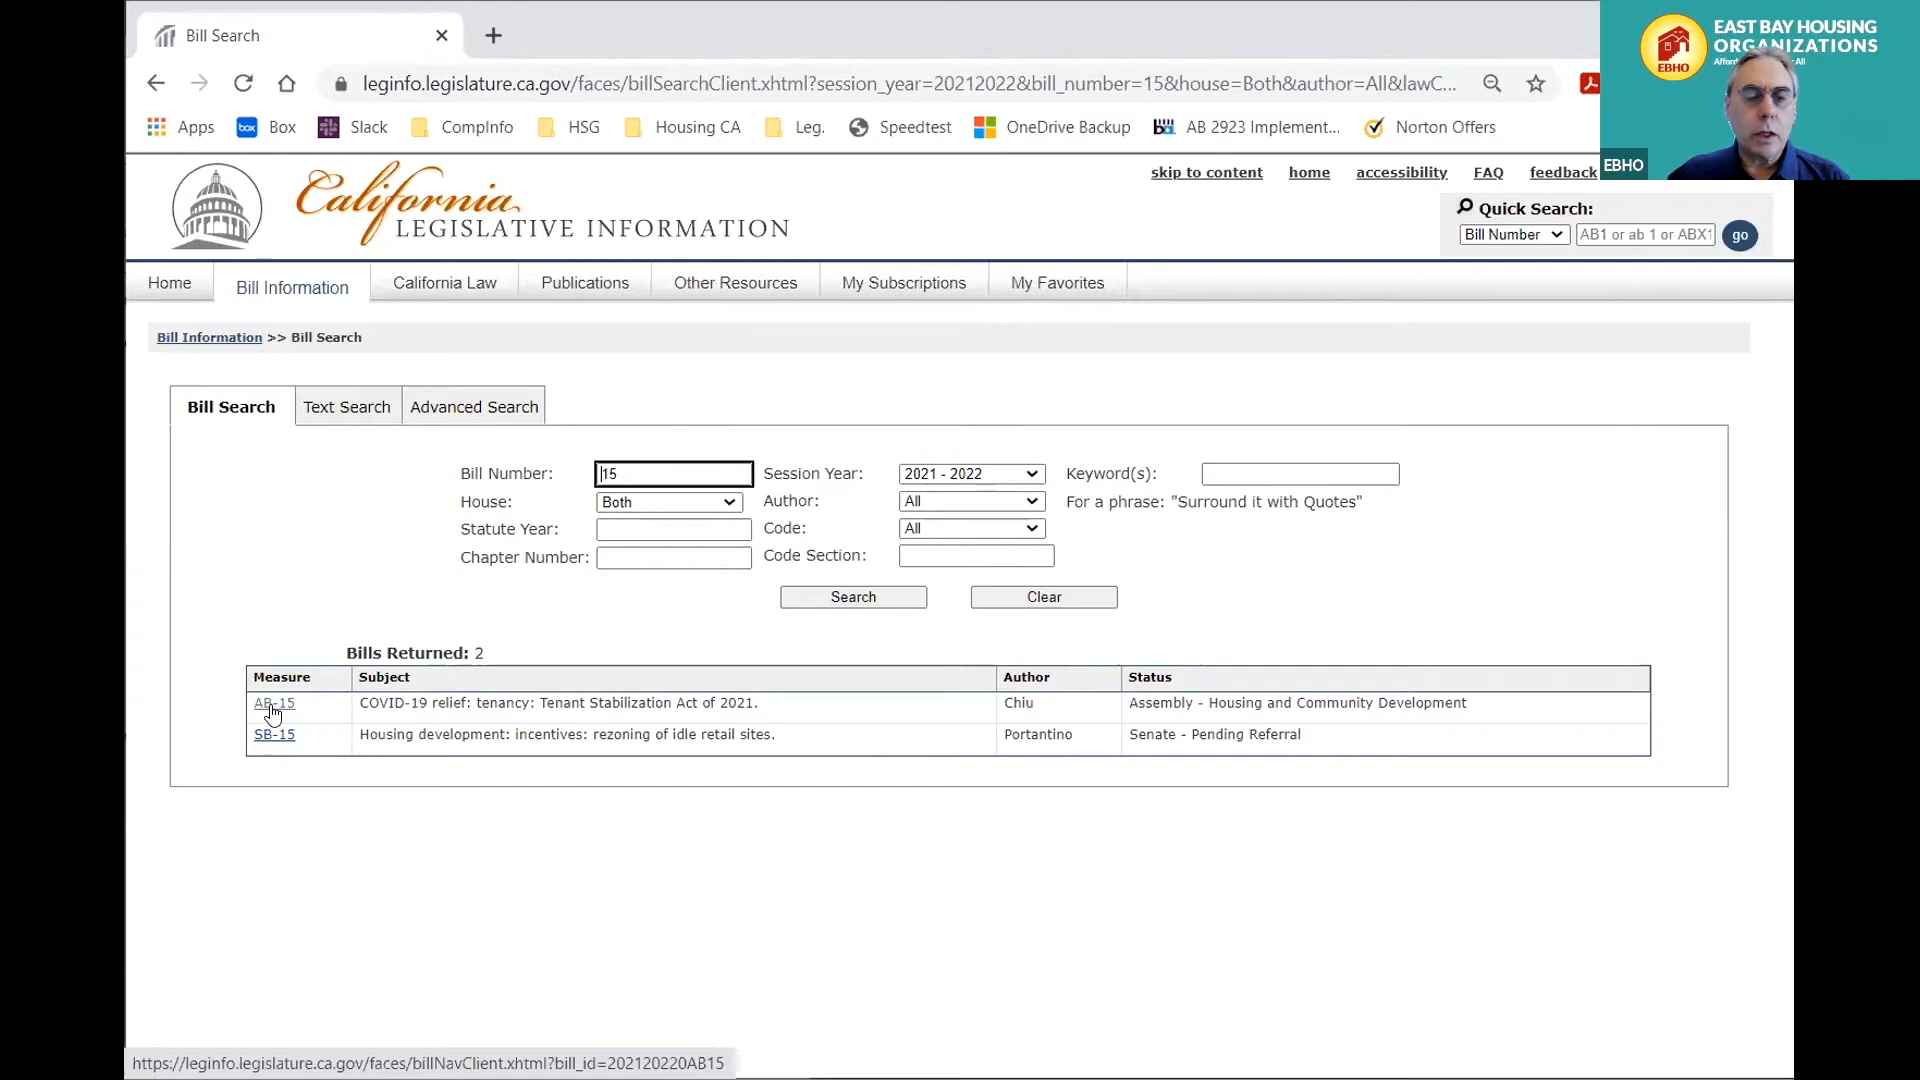 Bill Search
EAST BAY HOUSING
ORGANIZATIONS
EBHO
leginfo.legislature.ca.gov/faces/billSearchClient.xhtml?session_year=20212022&bill_number=15&house=Both&author=All&lawC...
Apps
box
Box
Slack
CompInfo
HSG
Housing CA
Leg.
Speedtest
OneDrive Backup
AB 2923 Implement...
Norton Offers
EBHO
California
LEGISLATIVE INFORMATION
skip to content home accessibility FAQ feedback
Quick Search:
Bill Number AB1 or ab 1 or ABX1 go
Home Bill Information California Law Publications Other Resources My Subscriptions My Favorites
Bill Information >> Bill Search
Bill Search Text Search Advanced Search
Bill Number: 15 Session Year: 2021 - 2022 Keyword(s):
House: Both Author: All For a phrase: "Surround it with Quotes"
Statute Year: Code: All
Chapter Number: Code Section:
Search Clear
Bills Returned: 2
Measure Subject Author Status
AB-15 COVID-19 relief: tenancy: Tenant Stabilization Act of 2021. Chiu Assembly - Housing and Community Development
SB-15 Housing development: incentives: rezoning of idle retail sites. Portantino Senate - Pending Referral
https://leginfo.legislature.ca.gov/faces/billNavClient.xhtml?bill_id=202120220AB15